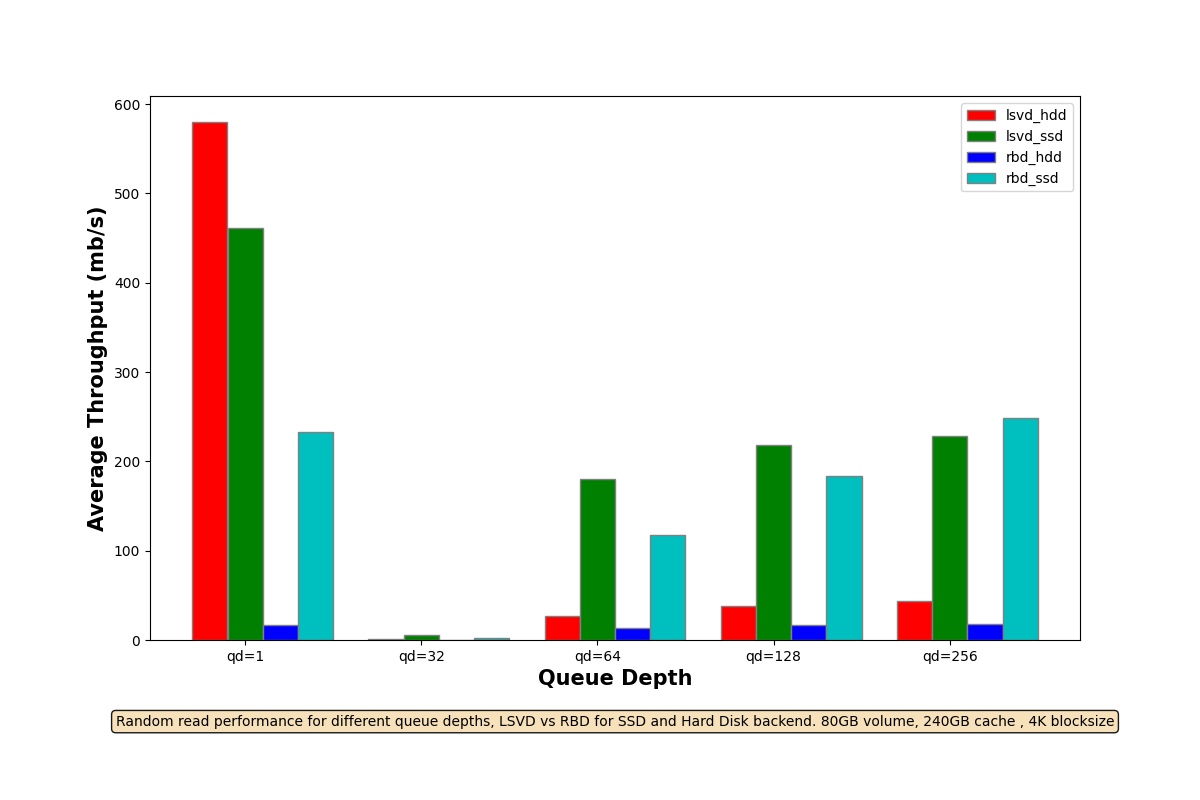 600
500
400
300
200
100
0
Average Throughput (mb/s)
lsvd_hdd
lsvd_ssd
rbd_hdd
rbd_ssd
qd=1 qd=32 qd=64 qd=128 qd=256
Queue Depth
Random read performance for different queue depths, LSVD vs RBD for SSD and Hard Disk backend. 80GB volume, 240GB cache , 4K blocksize